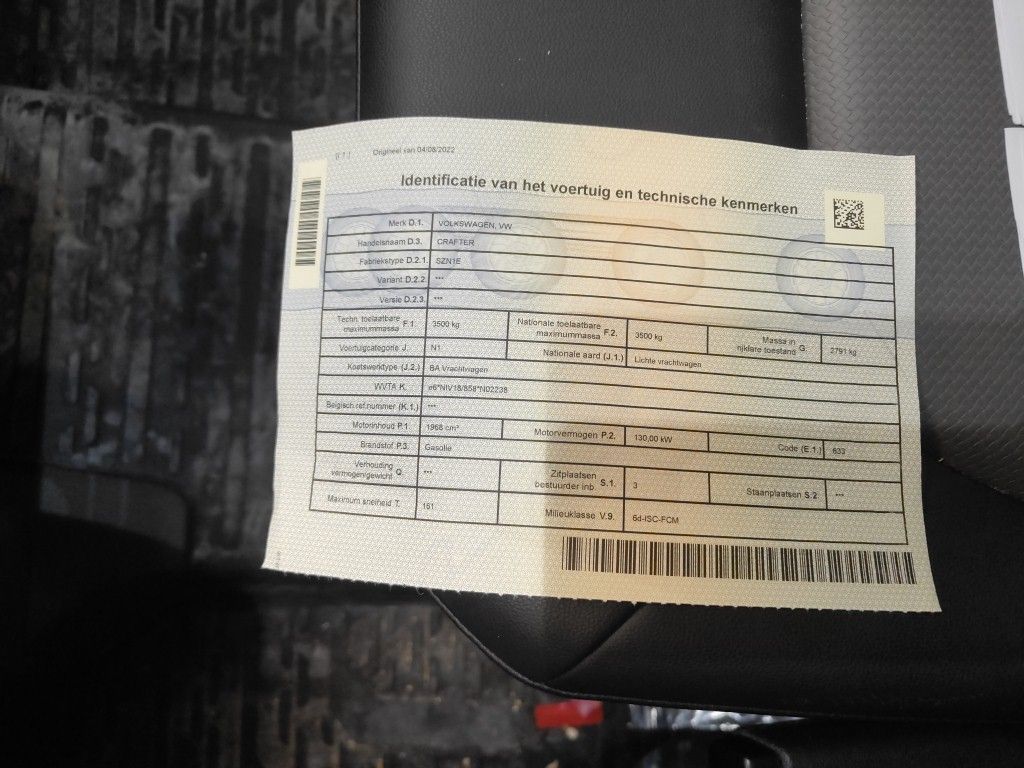 Origineel van 04/08/2022
Identificatie van het voertuig en technische kenmerken
Merk D.1. VOLKSWAGEN, VW
Handelsnaam D.3. CRAFTER
Fabriekstype D.2.1. SZN1E
Variant D.2.2. ***
Versie D.2.3. ***
Techn. toelaatbare maximummassa F.1. 3500 kg Nationale toelaatbare maximummassa F.2. 3500 kg Massa in rijklare toestand G. 2791 kg
Voertuigcategorie J. N1 Nationale aard (J.1.) Lichte vrachtwagen
Koetswerktype (J.2.) BA Vrachtwagen
WVTA K. e6*NIV18/858*N02238
Belgisch ref.nummer (K.1.) ***
Motorinhoud P.1. 1968 cm³ Motorvermogen P.2. 130,00 kW Code (E.1.) 633
Brandstof P.3. Gasolie
Verhouding vermogen/gewicht Q. *** Zitplaatsen bestuurder inb. S.1. 3 Staanplaatsen S.2 ***
Maximum snelheid T. 161 Milieuklasse V.9. 6d-ISC-FCM